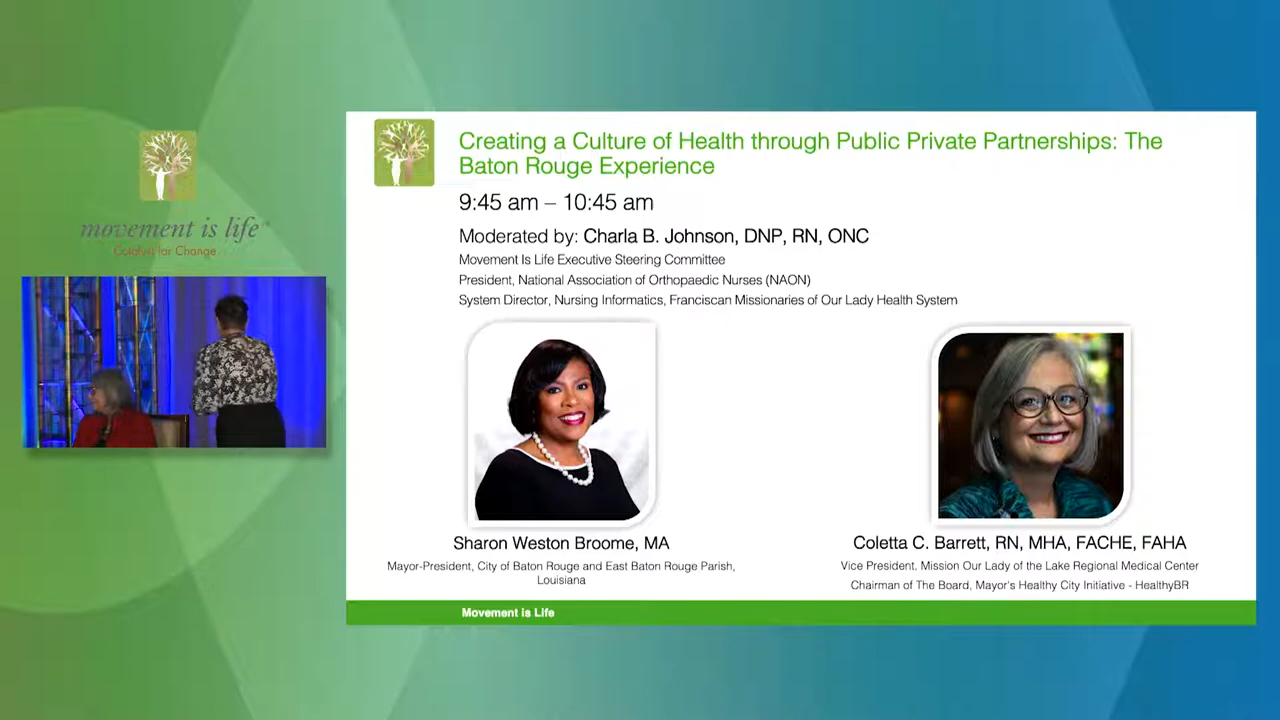 movement is life
Catalyst for Change
Creating a Culture of Health through Public Private Partnerships: The
Baton Rouge Experience
9:45 am – 10:45 am
Moderated by: Charla B. Johnson, DNP, RN, ONC
Movement Is Life Executive Steering Committee
President, National Association of Orthopaedic Nurses (NAON)
System Director, Nursing Informatics, Franciscan Missionaries of Our Lady Health System
Sharon Weston Broome, MA
Mayor-President, City of Baton Rouge and East Baton Rouge Parish,
Louisiana
Coletta C. Barrett, RN, MHA, FACHE, FAHA
Vice President, Mission Our Lady of the Lake Regional Medical Center
Chairman of The Board, Mayor's Healthy City Initiative - HealthyBR
Movement is Life